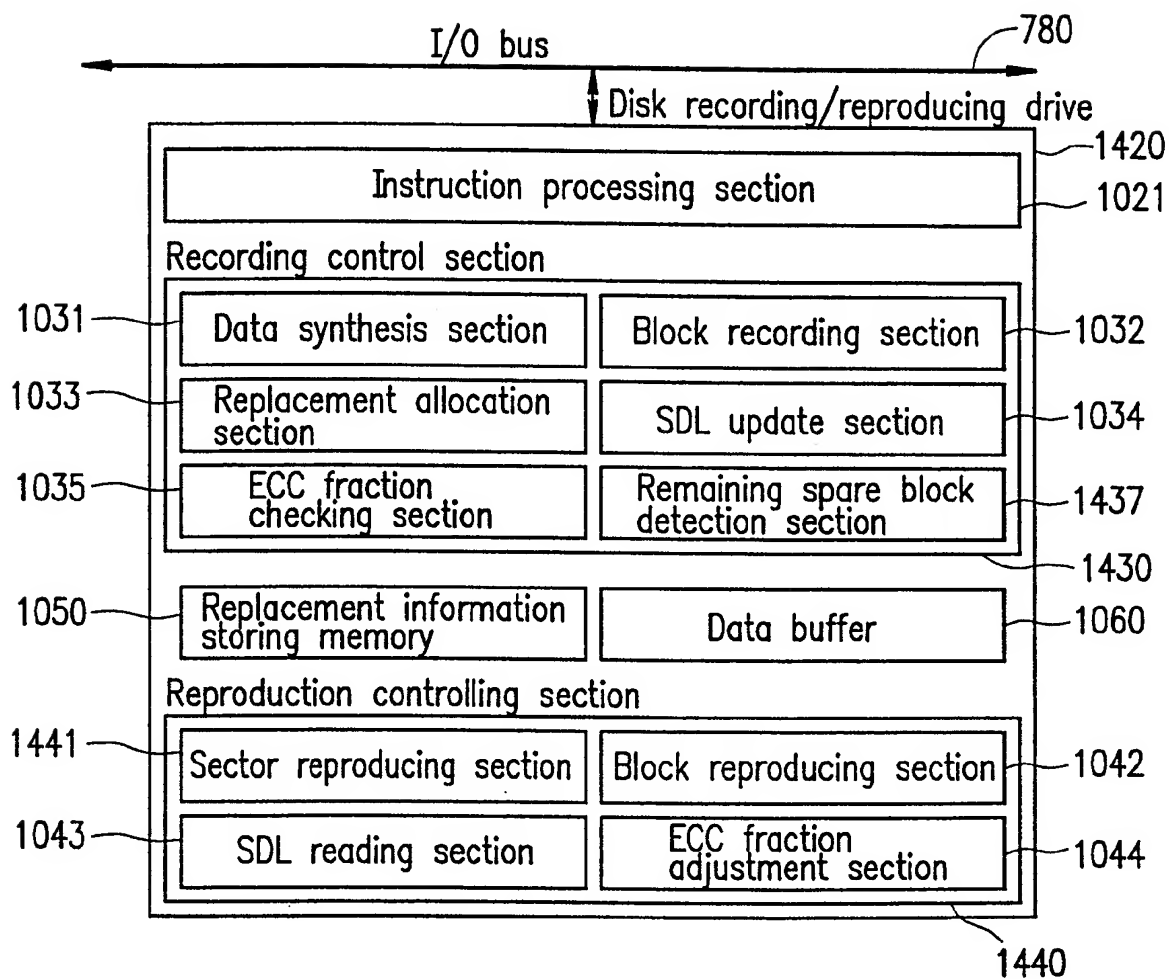 I/O bus
780
Disk recording/reproducing drive
1420
Instruction processing section
1021
Recording control section
1031
Data synthesis section
Block recording section
1032
1033
Replacement allocation
section
SDL update section
1034
1035
ECC fraction
checking section
Remaining spare block
detection section
1437
1430
1050
Replacement information
storing memory
Data buffer
1060
Reproduction controlling section
1441
Sector reproducing section
Block reproducing section
1042
1043
SDL reading section
ECC fraction
adjustment section
1044
1440